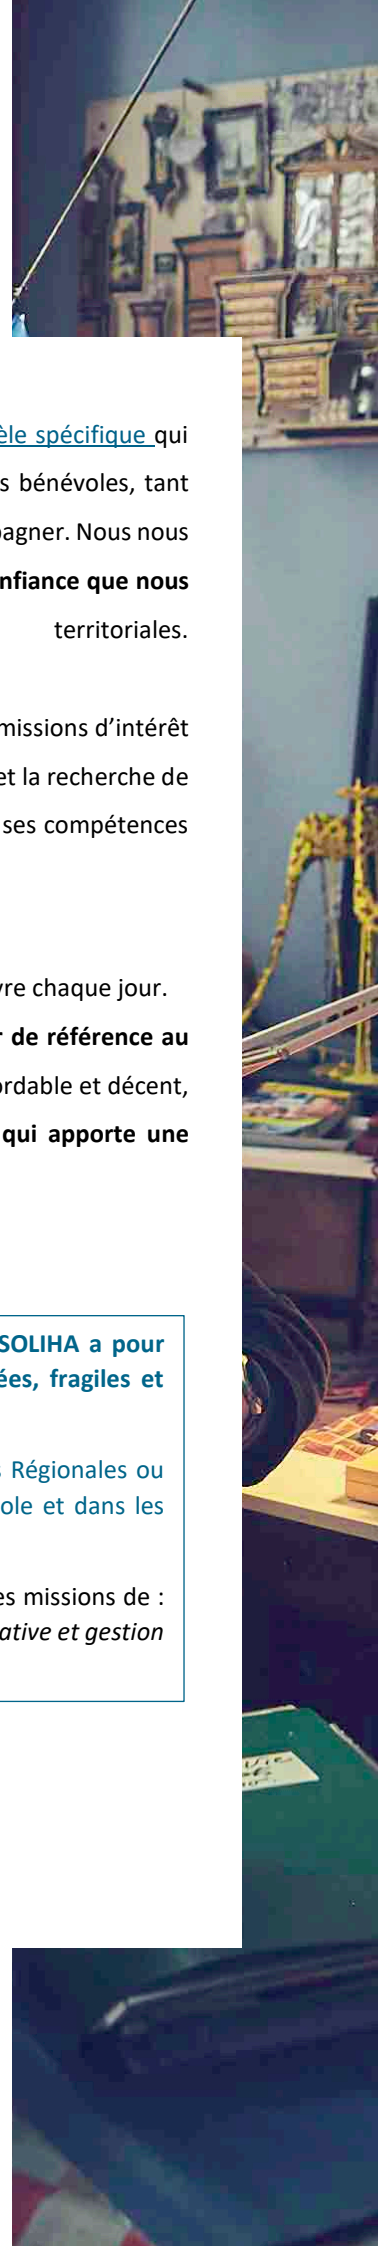 èle spécifique qui
s bénévoles, tant
agner. Nous nous
nfiance que nous
territoriales.
missions d'intérêt
et la recherche de
ses compétences
vre chaque jour.
r de référence au
ordable et décent,
qui apporte une
SOLIHA a pour
ées, fragiles et
s Régionales ou
ole et dans les
es missions de :
ative et gestion